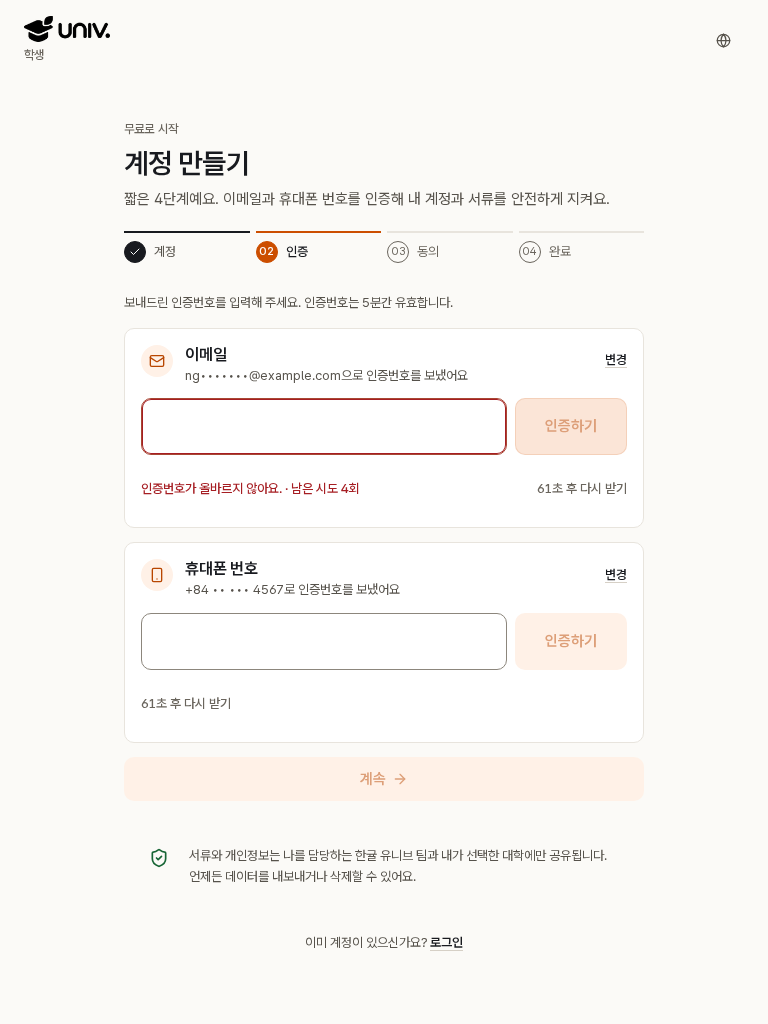 UNIV.
학생
무료로 시작
계정 만들기
짧은 4단계예요. 이메일과 휴대폰 번호를 인증해 내 계정과 서류를 안전하게 지켜요.
계정
02 인증
03 동의
04 완료
보내드린 인증번호를 입력해 주세요. 인증번호는 5분간 유효합니다.
이메일
변경
ng•••••••@example.com으로 인증번호를 보냈어요
인증하기
인증번호가 올바르지 않아요. · 남은 시도 4회
61초 후 다시 받기
휴대폰 번호
변경
+84 •• ••• 4567로 인증번호를 보냈어요
인증하기
61초 후 다시 받기
계속 →
서류와 개인정보는 나를 담당하는 한귤 유니브 팀과 내가 선택한 대학에만 공유됩니다.
언제든 데이터를 내보내거나 삭제할 수 있어요.
이미 계정이 있으신가요? 로그인